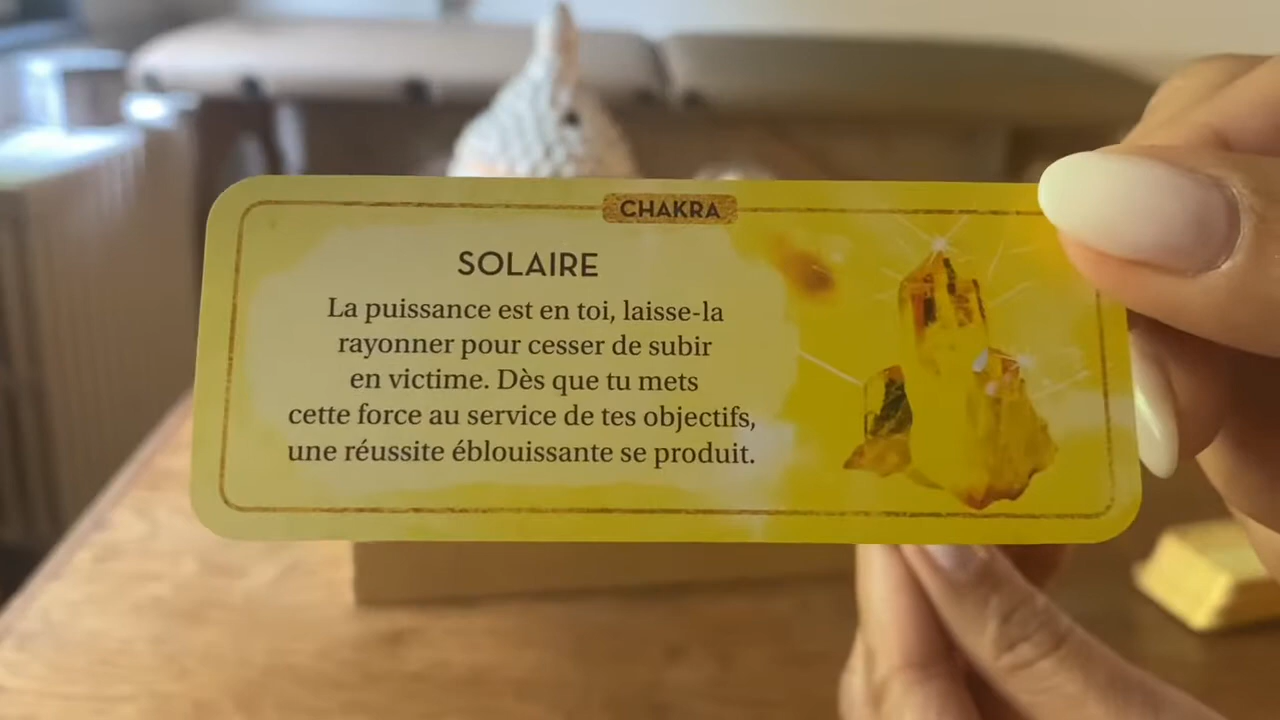 CHAKRA
SOLAIRE
La puissance est en toi, laisse-la
rayonner pour cesser de subir
en victime. Dès que tu mets
cette force au service de tes objectifs,
une réussite éblouissante se produit.